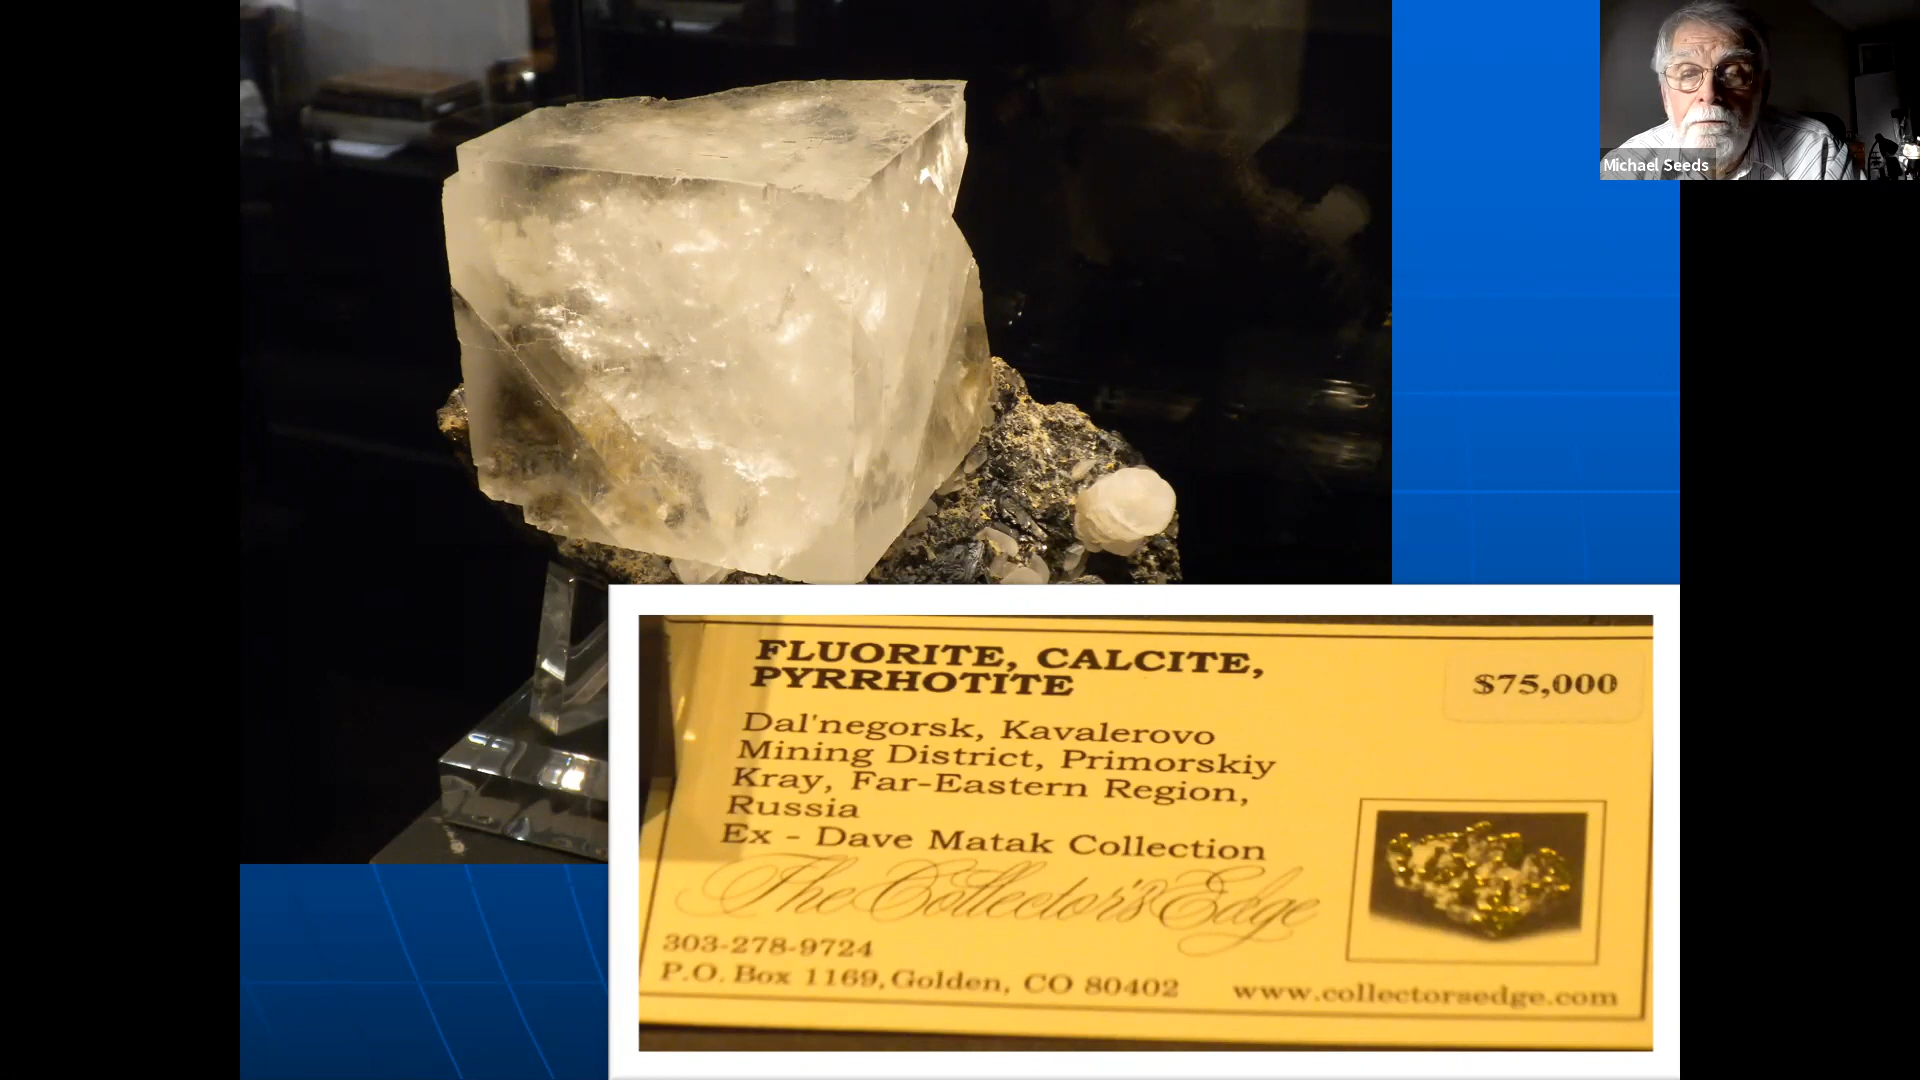 Michael Seeds
FLUORITE, CALCITE,
PYRRHOTITE
$75,000
Dal'negorsk, Kavalerovo
Mining District, Primorskiy
Kray, Far-Eastern Region,
Russia
Ex - Dave Matak Collection
The Collector's Edge
303-278-9724
P.O. Box 1169, Golden, CO 80402
www.collectorsedge.com